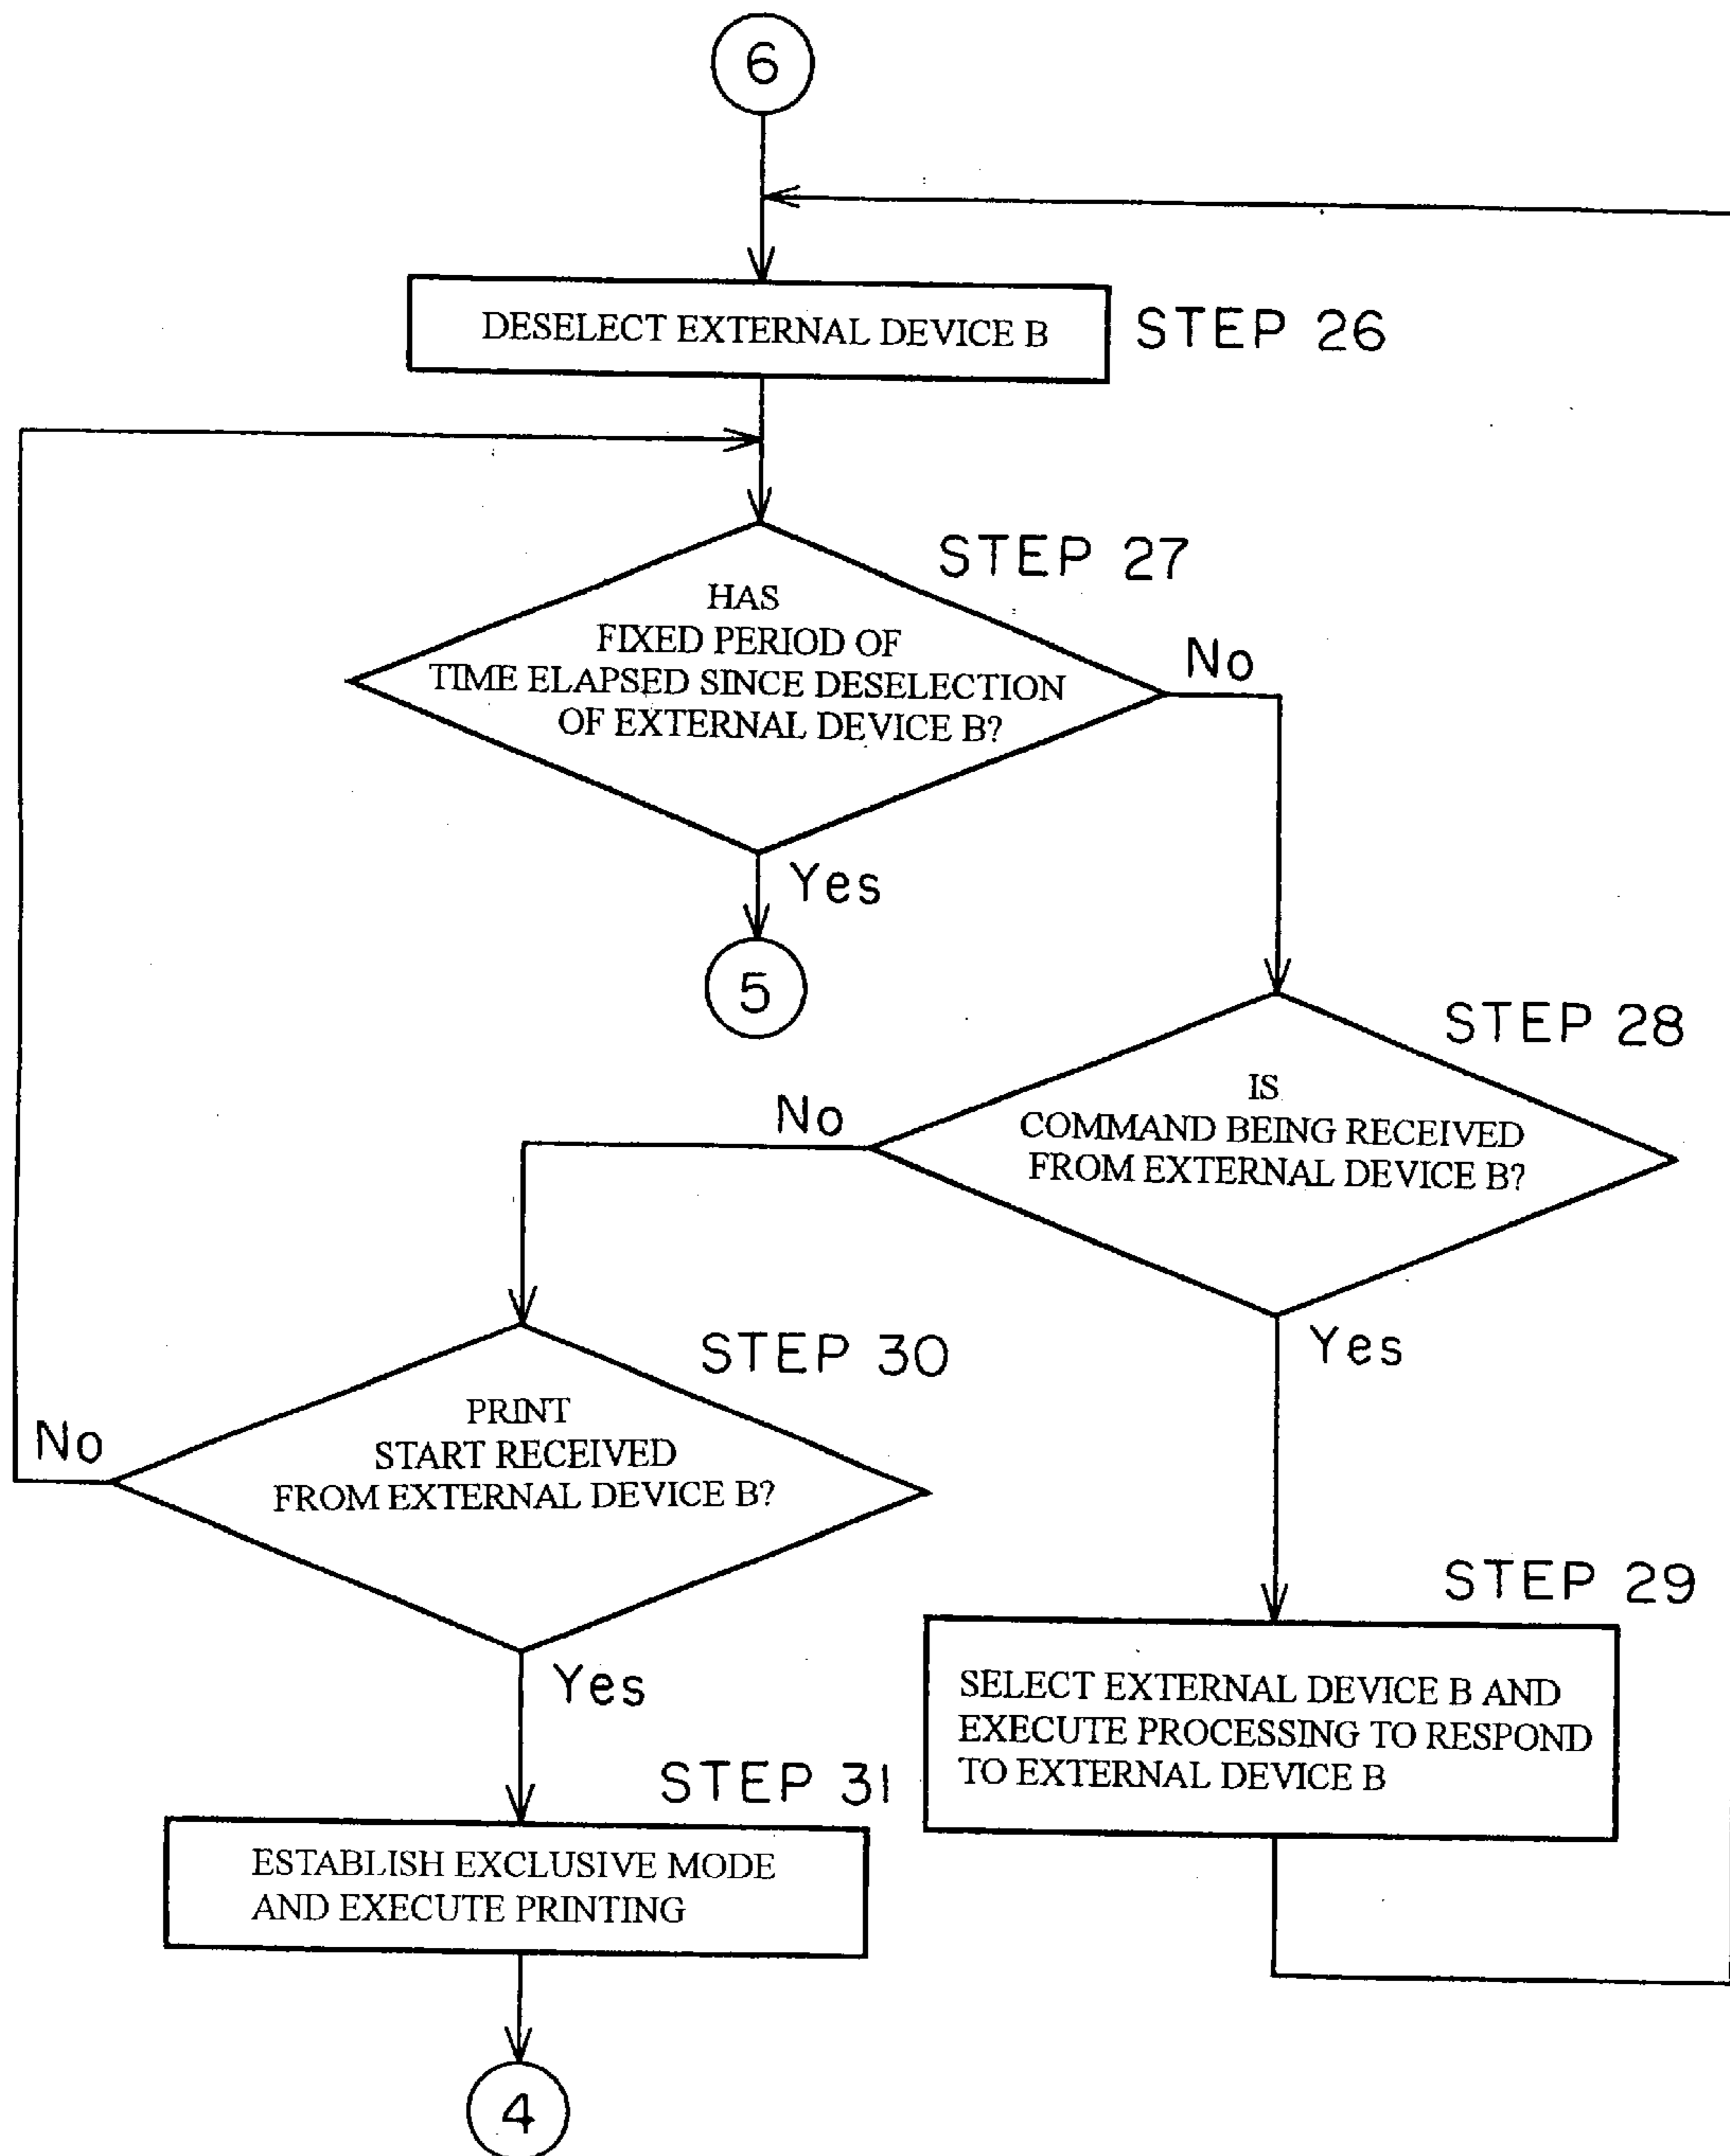 6
DESELECT EXTERNAL DEVICE B
STEP 26
STEP 27
HAS
FIXED PERIOD OF
TIME ELAPSED SINCE DESELECTION
OF EXTERNAL DEVICE B?
No
Yes
5
STEP 28
IS
COMMAND BEING RECEIVED
FROM EXTERNAL DEVICE B?
No
Yes
STEP 30
PRINT
START RECEIVED
FROM EXTERNAL DEVICE B?
No
Yes
STEP 29
SELECT EXTERNAL DEVICE B AND
EXECUTE PROCESSING TO RESPOND
TO EXTERNAL DEVICE B
STEP 31
ESTABLISH EXCLUSIVE MODE
AND EXECUTE PRINTING
4